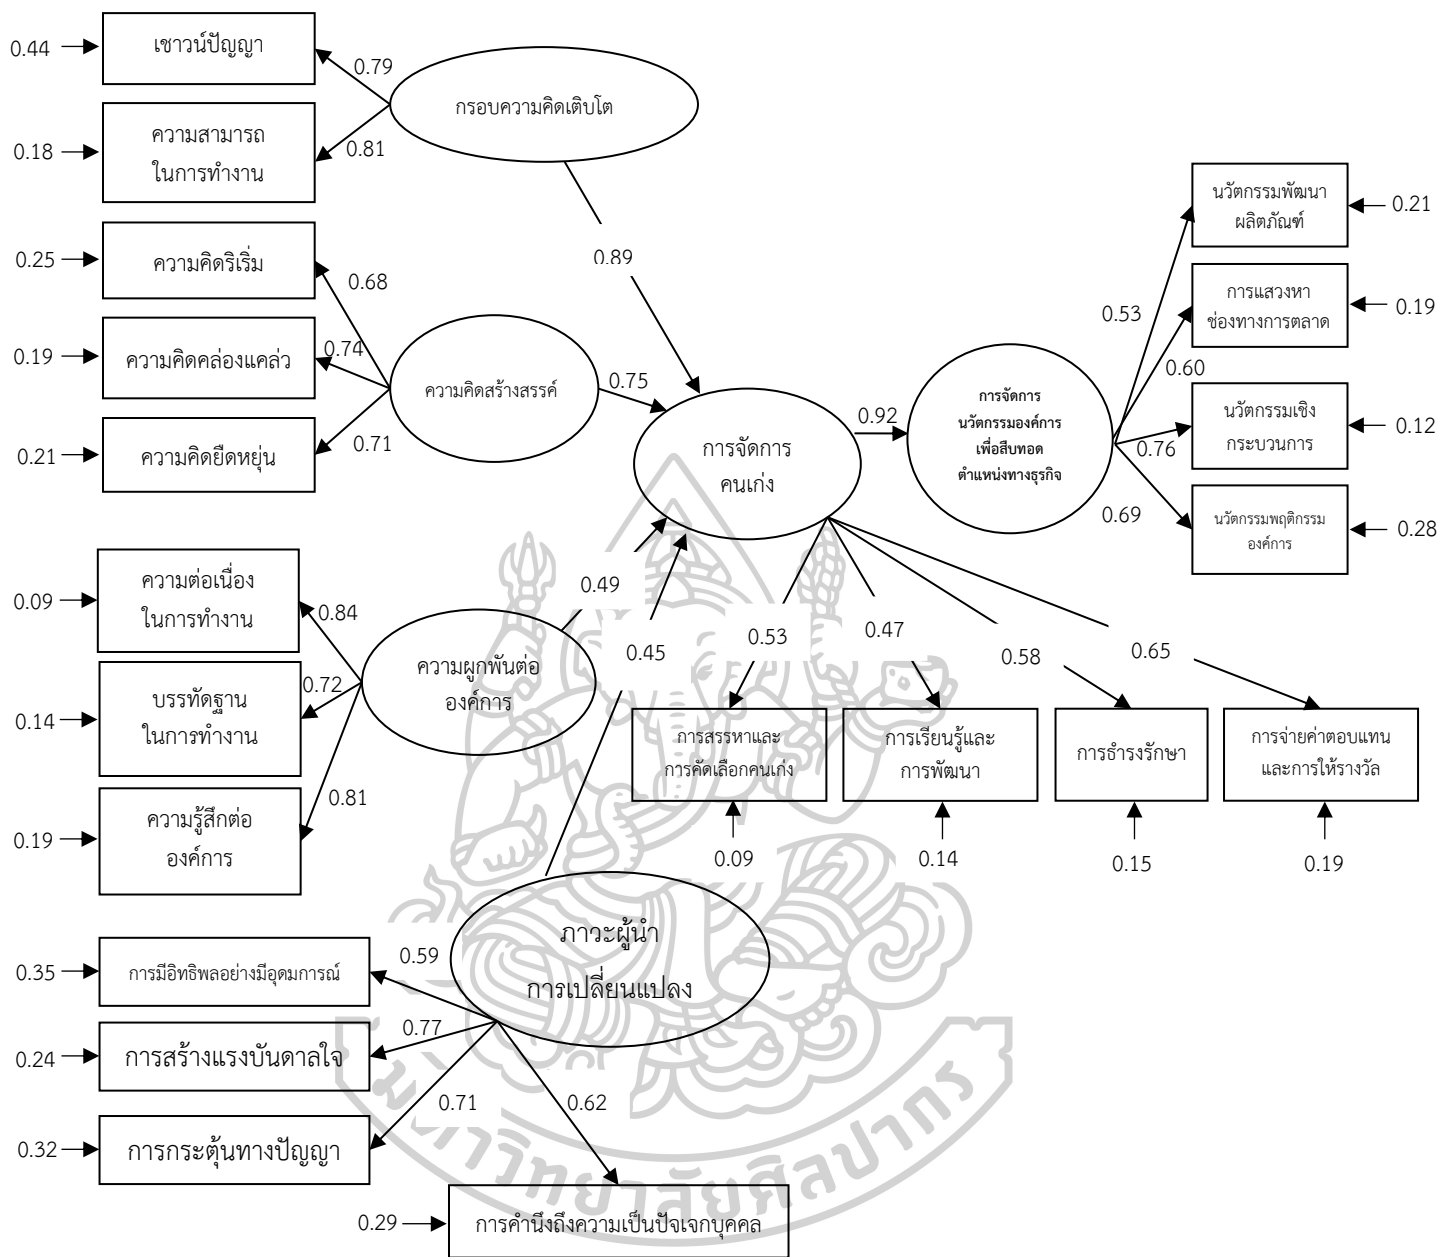 0.44
เชาวน์ปัญญา
0.79
กรอบความคิดเติบโต
0.18
ความสามารถ
ในการทำงาน
0.81
0.25
ความคิดริเริ่ม
0.68
0.89
0.19
ความคิดคล่องแคล่ว
0.74
ความคิดสร้างสรรค์
0.75
0.21
ความคิดยืดหยุ่น
0.71
การจัดการ
คนเก่ง
0.92
การจัดการ
นวัตกรรมองค์การ
เพื่อสืบทอด
ตำแหน่งทางธุรกิจ
0.53
นวัตกรรมพัฒนา
ผลิตภัณฑ์
0.21
0.60
การแสวงหา
ช่องทางการตลาด
0.19
0.76
นวัตกรรมเชิง
กระบวนการ
0.12
0.69
นวัตกรรมพฤติกรรม
องค์การ
0.28
0.09
ความต่อเนื่อง
ในการทำงาน
0.84
0.49
0.14
บรรทัดฐาน
ในการทำงาน
0.72
ความผูกพันต่อ
องค์การ
0.45
0.19
ความรู้สึกต่อ
องค์การ
0.81
0.53
0.47
0.58
0.65
การสรรหาและ
การคัดเลือกคนเก่ง
การเรียนรู้และ
การพัฒนา
การธำรงรักษา
การจ่ายค่าตอบแทน
และการให้รางวัล
0.09
0.14
0.15
0.19
ภาวะผู้นำ
การเปลี่ยนแปลง
0.35
การมีอิทธิพลอย่างมีอุดมการณ์
0.59
0.24
การสร้างแรงบันดาลใจ
0.77
0.32
การกระตุ้นทางปัญญา
0.71
0.62
0.29
การคำนึงถึงความเป็นปัจเจกบุคคล
มหาวิทยาลัยศิลปากร